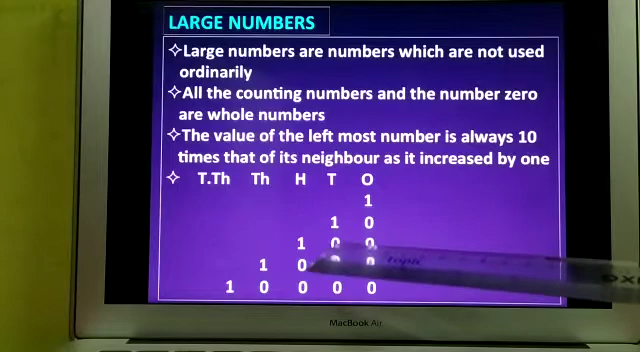 LARGE NUMBERS
✧Large numbers are numbers which are not used
ordinarily
✧All the counting numbers and the number zero
are whole numbers
✧The value of the left most number is always 10
times that of its neighbour as it increased by one
✧ T.Th Th H T O
1
1 0
1 0 0
1 0 0 0
1 0 0 0 0
topic
MacBook Air